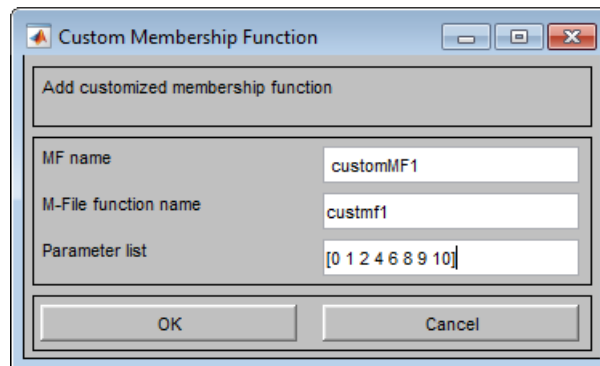 Custom Membership Function
Add customized membership function
MF name customMF1
M-File function name custmf1
Parameter list [0 1 2 4 6 8 9 10]
OK Cancel